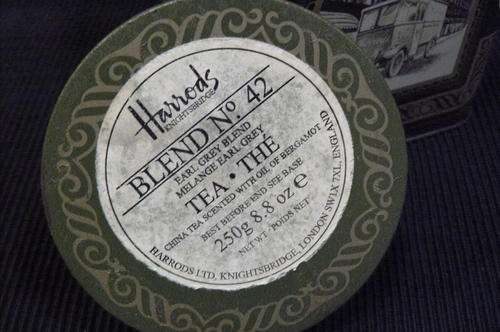 Harrods
KNIGHTSBRIDGE
BLEND No. 42
EARL GREY BLEND
MELANGE EARL GREY
TEA • THÉ
CHINA TEA SCENTED WITH OIL OF BERGAMOT
BEST BEFORE END SEE BASE
250g 8.8 oz e
NET WT. POIDS NET
HARRODS LTD, KNIGHTSBRIDGE, LONDON SW1X 7XL, ENGLAND